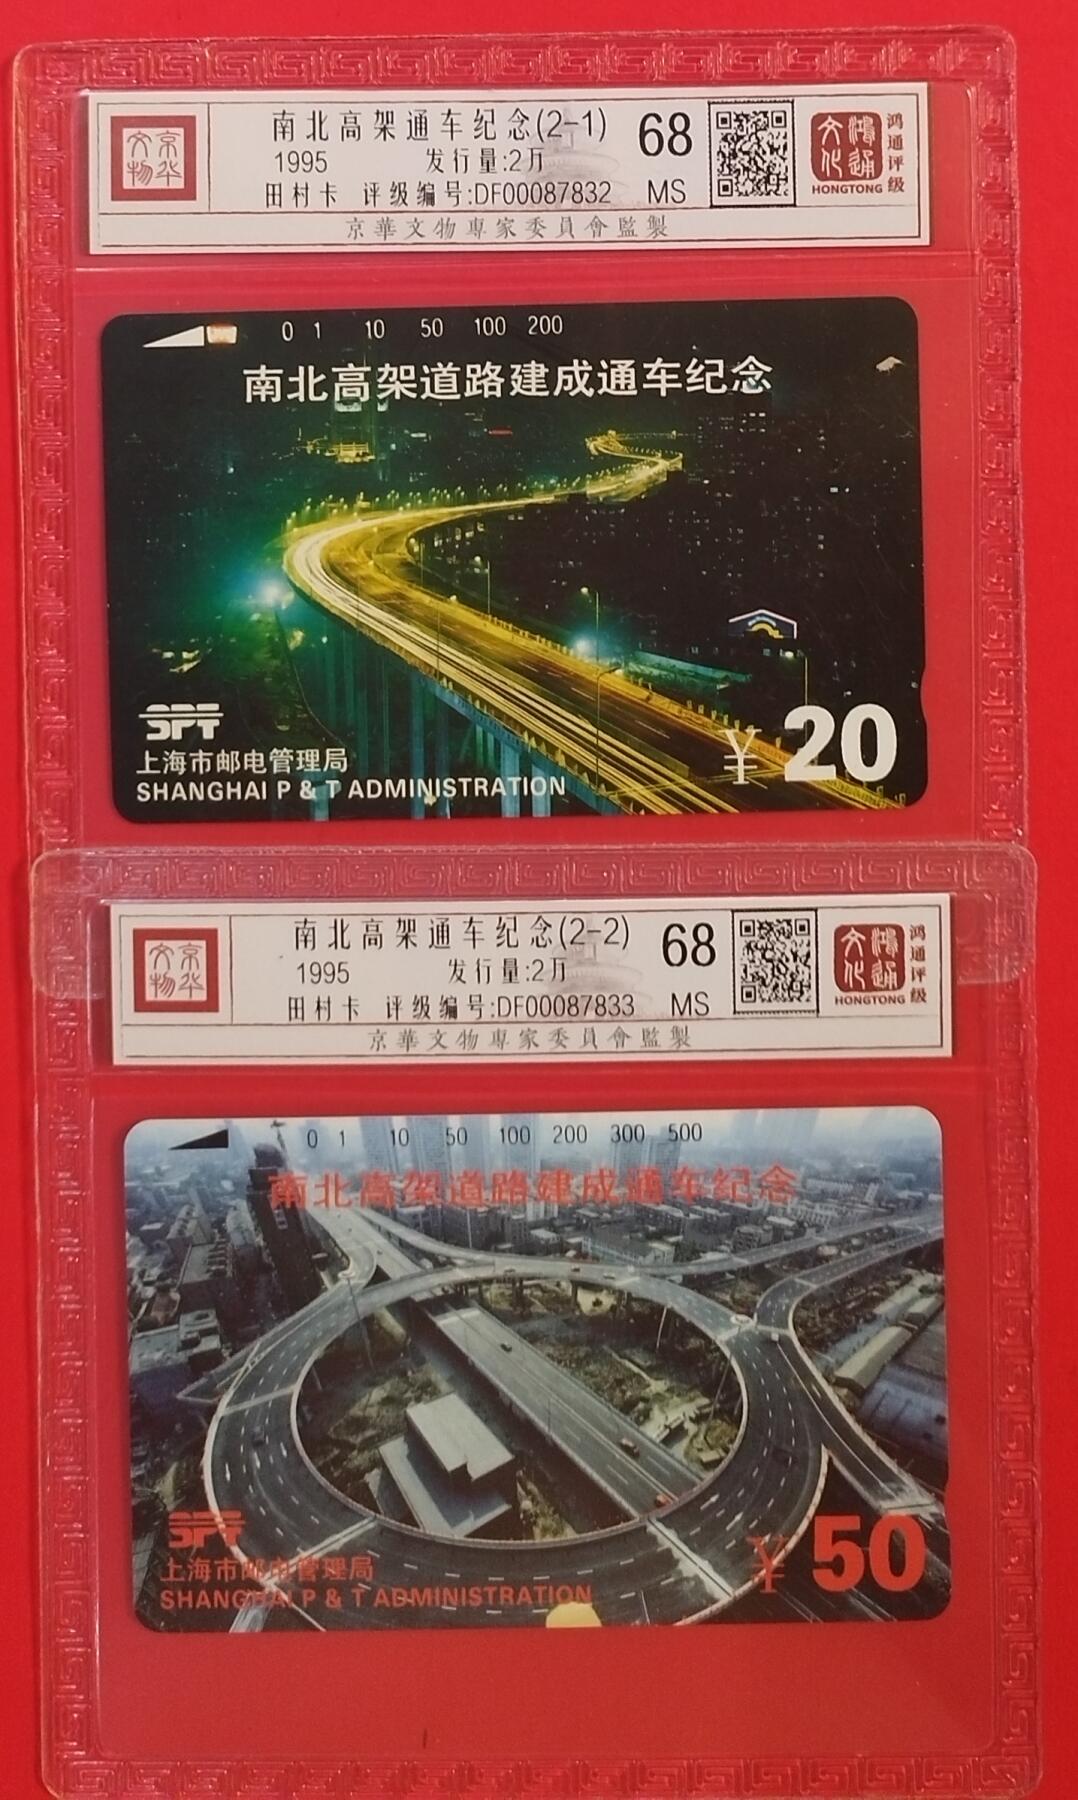 京华文物
南北高架通车纪念(2-1)
68
1995
发行量:2万
田村卡 评级编号:DF00087832
MS
京華文物專家委員會監製
鸿通文化
HONGTONG
鸿通评级
0 1 10 50 100 200
南北高架道路建成通车纪念
SPT
上海市邮电管理局
SHANGHAI P & T ADMINISTRATION
¥20
京华文物
南北高架通车纪念(2-2)
68
1995
发行量:2万
田村卡 评级编号:DF00087833
MS
京華文物專家委員會監製
鸿通文化
HONGTONG
鸿通评级
0 1 10 50 100 200 300 500
南北高架道路建成通车纪念
SPT
上海市邮电管理局
SHANGHAI P & T ADMINISTRATION
¥50